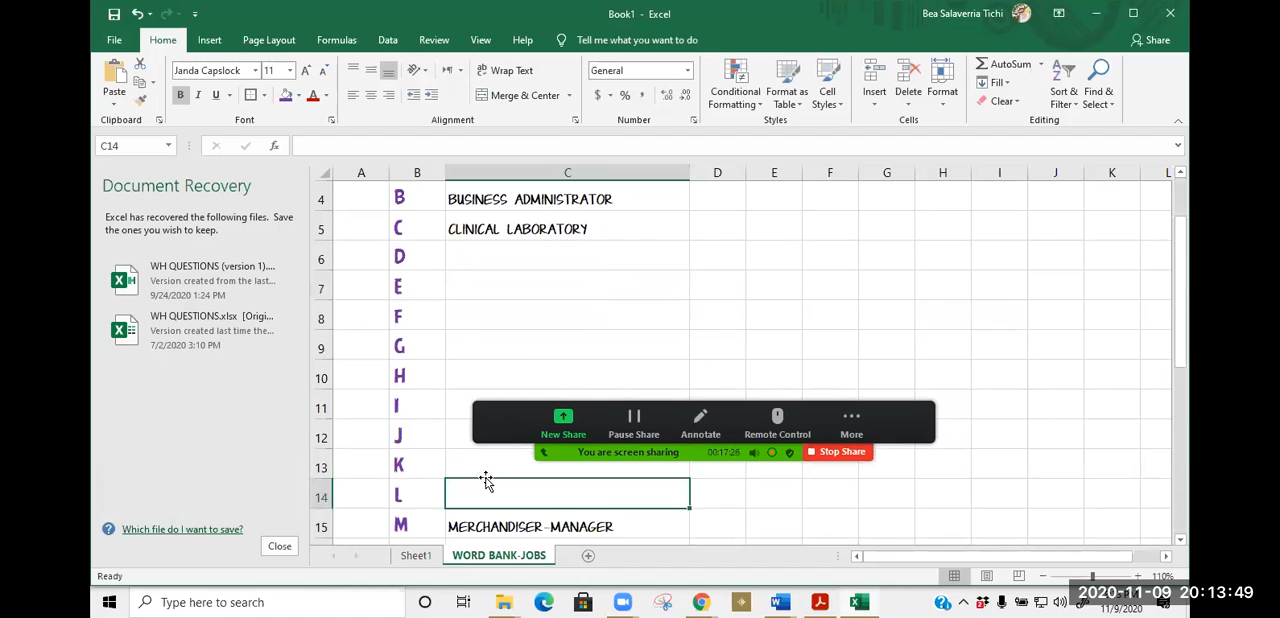 Book1 - Excel
Bea Salaverria Tichi
File Home Insert Page Layout Formulas Data Review View Help Tell me what you want to do Share
Paste
Clipboard
Janda Capslock 11
B I U
Font
Wrap Text
Merge & Center
Alignment
General
$ %
Number
Conditional Formatting
Format as Table
Cell Styles
Styles
Insert Delete Format
Cells
AutoSum
Fill
Clear
Sort & Filter
Find & Select
Editing
C14
fx
Document Recovery
Excel has recovered the following files. Save
the ones you wish to keep.
WH QUESTIONS (version 1)....
Version created from the last...
9/24/2020 1:24 PM
WH QUESTIONS.xlsx [Origi...
Version created last time the...
7/2/2020 3:10 PM
Which file do I want to save?
Close
A B C D E F G H I J K L
4 B BUSINESS ADMINISTRATOR
5 C CLINICAL LABORATORY
6 D
7 E
8 F
9 G
10 H
11 I
12 J
13 K
14 L
15 M MERCHANDISER-MANAGER
New Share Pause Share Annotate Remote Control More
You are screen sharing 00:17:26 Stop Share
Sheet1 WORD BANK-JOBS
Ready
110%
Type here to search
2020-11-09 20:13:49
11/9/2020